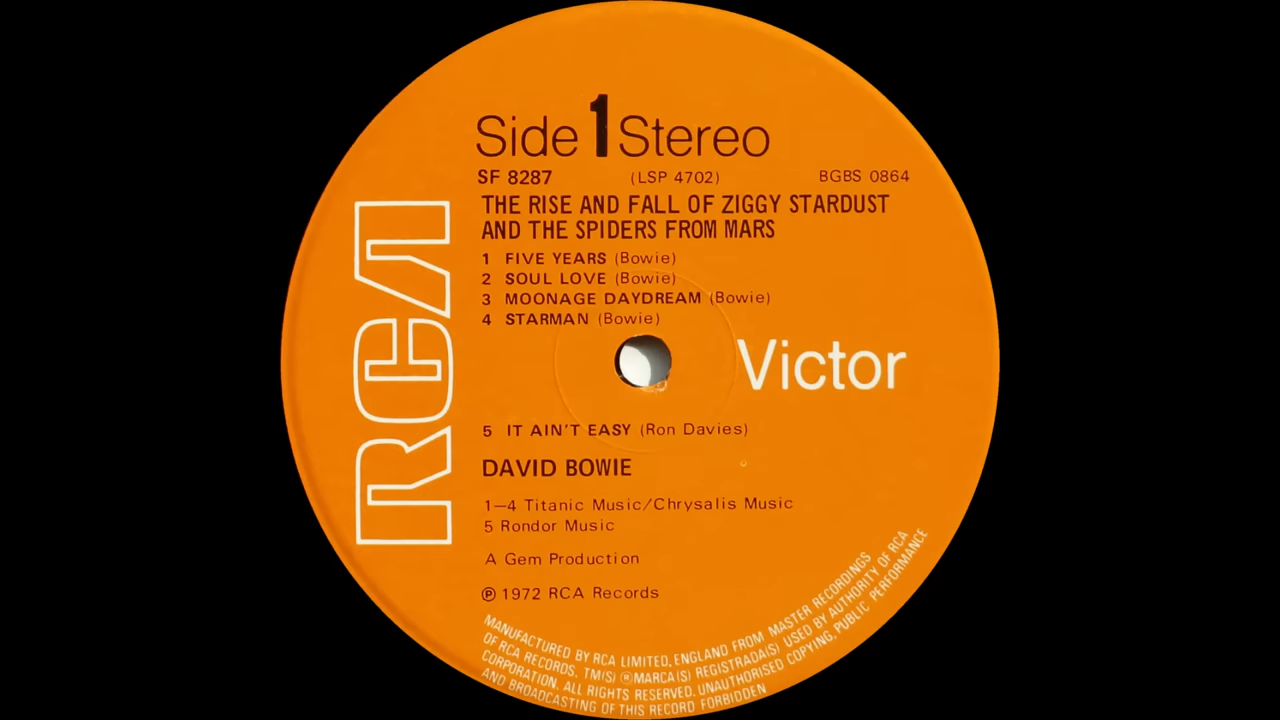 Side 1 Stereo
SF 8287 (LSP 4702) BGBS 0864
THE RISE AND FALL OF ZIGGY STARDUST
AND THE SPIDERS FROM MARS
1 FIVE YEARS (Bowie)
2 SOUL LOVE (Bowie)
3 MOONAGE DAYDREAM (Bowie)
4 STARMAN (Bowie)
RCA
Victor
5 IT AIN'T EASY (Ron Davies)
DAVID BOWIE
1—4 Titanic Music/Chrysalis Music
5 Rondor Music
A Gem Production
℗ 1972 RCA Records
MANUFACTURED BY RCA LIMITED, ENGLAND FROM MASTER RECORDINGS
OF RCA RECORDS, TM(S) ® MARCA(S) REGISTRADA(S) USED BY AUTHORITY OF RCA
CORPORATION, ALL RIGHTS RESERVED, UNAUTHORISED COPYING, PUBLIC PERFORMANCE
AND BROADCASTING OF THIS RECORD FORBIDDEN